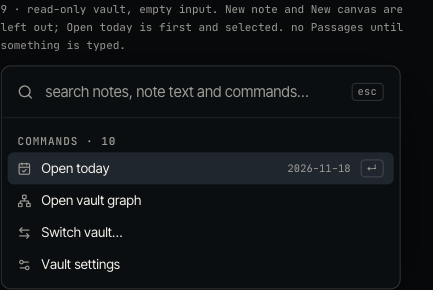 9 · read-only vault, empty input. New note and New canvas are
left out; Open today is first and selected. no Passages until
something is typed.
search notes, note text and commands…
esc
COMMANDS · 10
Open today
2026-11-18
Open vault graph
Switch vault…
Vault settings